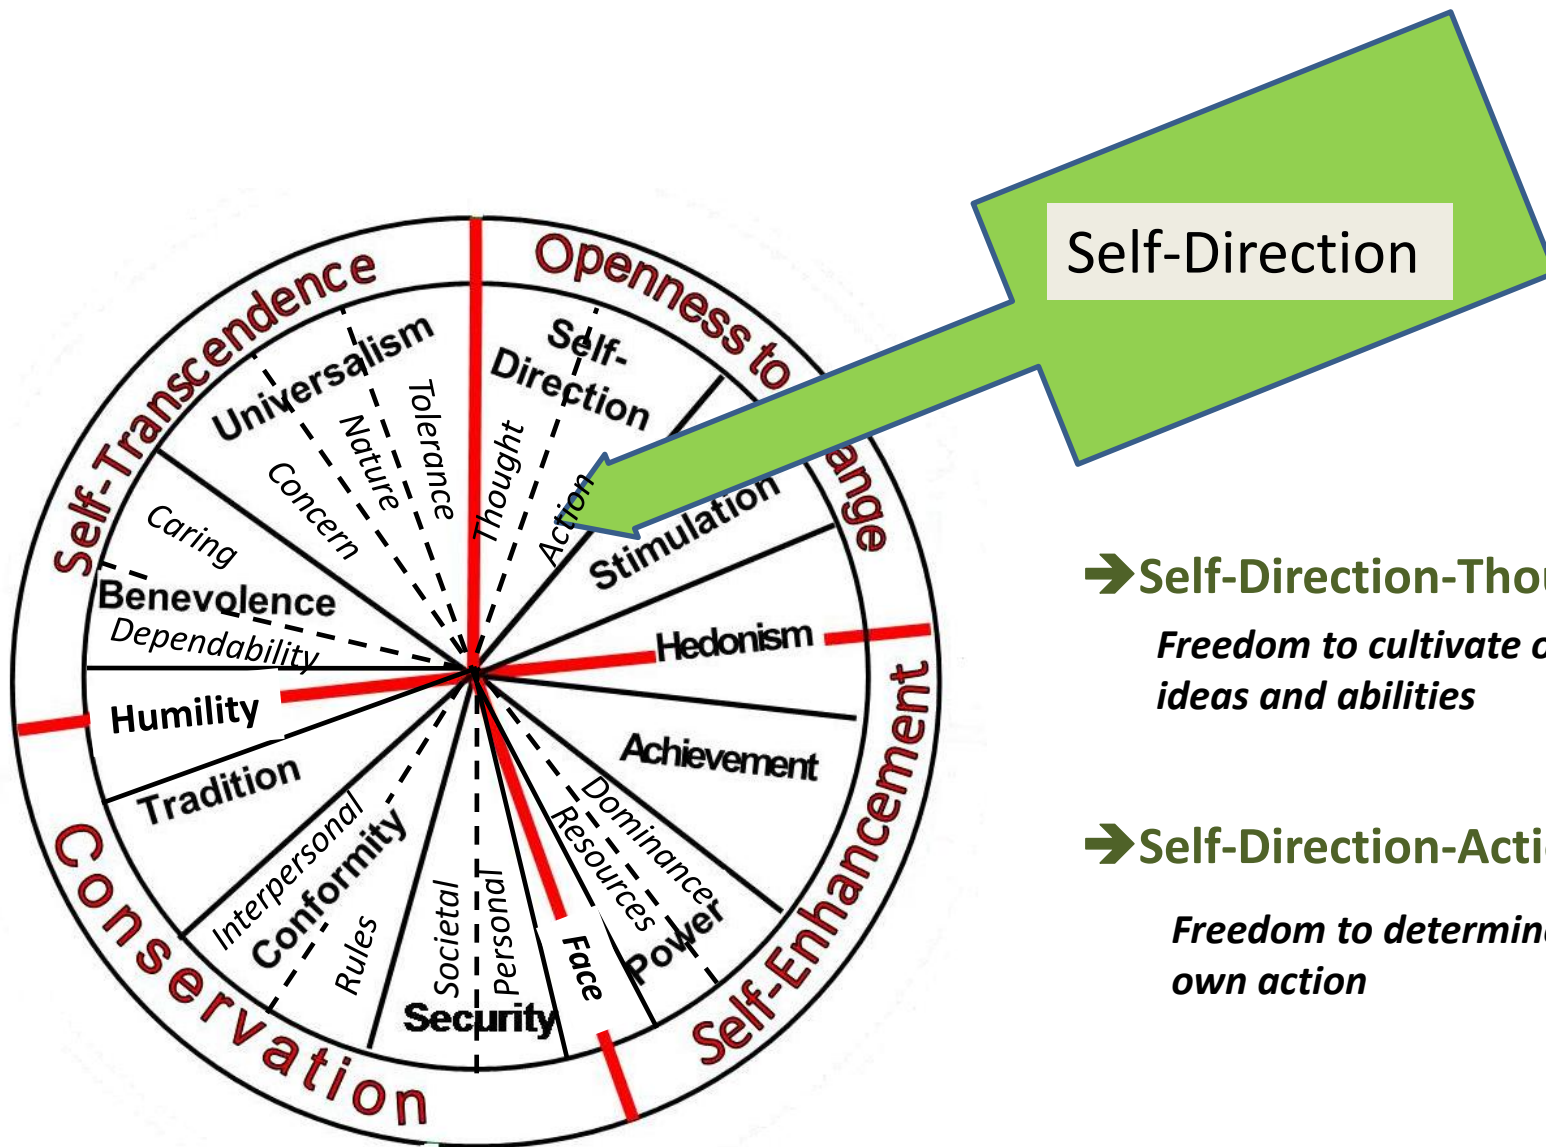 Self-Direction
Self-Transcendence
Openness to
ange
Self-Enhancement
Conservation
Universalism
Concern
Nature
Tolerance
Self-
Direction
Thought
Action
Stimulation
Hedonism
Achievement
Dominance
Resources
Power
Face
Personal
Societal
Security
Rules
Conformity
Interpersonal
Tradition
Humility
Dependability
Benevolence
Caring
➔Self-Direction-Thou
Freedom to cultivate o
ideas and abilities
➔Self-Direction-Acti
Freedom to determin
own action